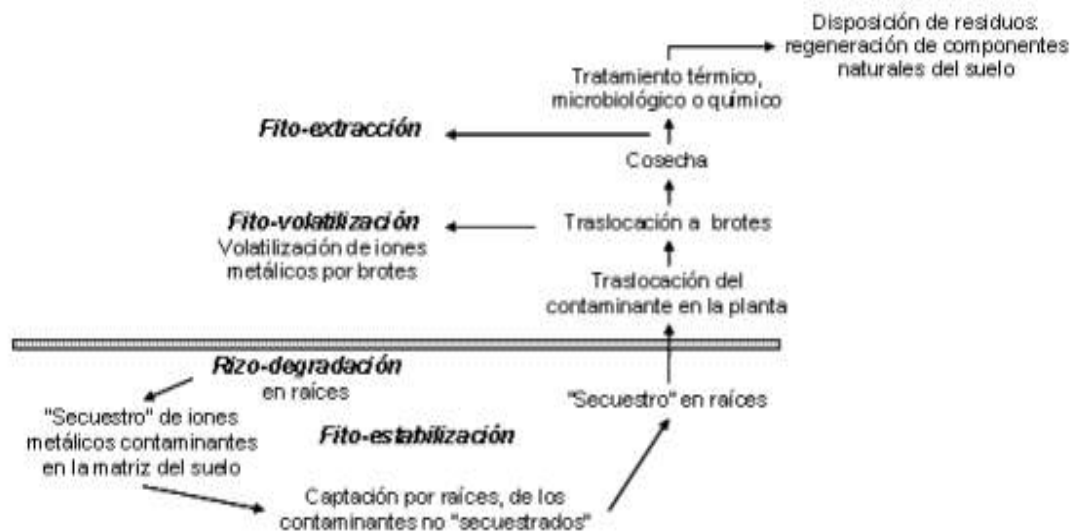 Disposición de residuos:
regeneración de componentes
naturales del suelo
Tratamiento térmico,
microbiológico o químico
Fito-extracción
Cosecha
Fito-volatilización
Volatilización de iones
metálicos por brotes
Traslocación a brotes
Traslocación del
contaminante en la planta
Rizo-degradación
en raíces
"Secuestro" de iones
metálicos contaminantes
en la matriz del suelo
"Secuestro" en raíces
Fito-estabilización
Captación por raíces, de los
contaminantes no "secuestrados"